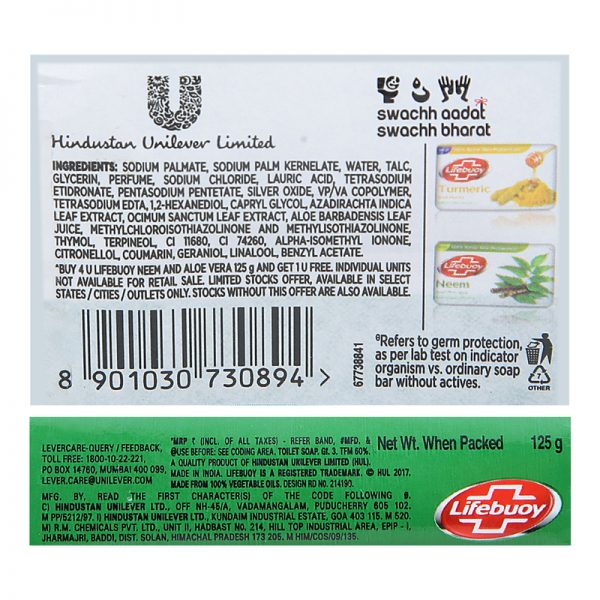 Hindustan Unilever Limited
swachh aadat
swachh bharat
INGREDIENTS: SODIUM PALMATE, SODIUM PALM KERNELATE, WATER, TALC,
GLYCERIN, PERFUME, SODIUM CHLORIDE, LAURIC ACID, TETRASODIUM
ETIDRONATE, PENTASODIUM PENTETATE, SILVER OXIDE, VP/VA COPOLYMER,
TETRASODIUM EDTA, 1,2-HEXANEDIOL, CAPRYL GLYCOL, AZADIRACHTA INDICA
LEAF EXTRACT, OCIMUM SANCTUM LEAF EXTRACT, ALOE BARBADENSIS LEAF
JUICE, METHYLCHLOROISOTHIAZOLINONE AND METHYLISOTHIAZOLINONE,
THYMOL, TERPINEOL, CI 11680, CI 74260, ALPHA-ISOMETHYL IONONE,
CITRONELLOL, COUMARIN, GERANIOL, LINALOOL, BENZYL ACETATE.
*BUY 4 U LIFEBUOY NEEM AND ALOE VERA 125 g AND GET 1 U FREE. INDIVIDUAL UNITS
NOT AVAILABLE FOR RETAIL SALE. LIMITED STOCKS OFFER, AVAILABLE IN SELECT
STATES / CITIES / OUTLETS ONLY. STOCKS WITHOUT THIS OFFER ARE ALSO AVAILABLE.
Lifebuoy
Turmeric
Lifebuoy
Neem
8 901030 730894 >
67738841
@Refers to germ protection,
as per lab test on indicator
organism vs. ordinary soap
bar without actives.
7
OTHER
LEVERCARE-QUERY / FEEDBACK,
TOLL FREE: 1800-10-22-221,
PO BOX 14760, MUMBAI 400 099,
LEVER.CARE@UNILEVER.COM
*MRP ₹ (INCL. OF ALL TAXES) - REFER BAND, #MFD. &
@USE BEFORE: SEE CODING AREA. TOILET SOAP, GI. 3. TFM 60%.
A QUALITY PRODUCT OF HINDUSTAN UNILEVER LIMITED (HUL)
MADE IN INDIA. LIFEBUOY IS A REGISTERED TRADEMARK. © HUL 2017.
MADE FROM 100% VEGETABLE OILS. DESIGN RD NO. 214190.
Net Wt. When Packed 125 g
MFG. BY. READ THE FIRST CHARACTER(S) OF THE CODE FOLLOWING @.
C) HINDUSTAN UNILEVER LTD., OFF NH-45/A, VADAMANGALAM, PUDUCHERRY 605 102.
M PP/5212/97. I) HINDUSTAN UNILEVER LTD., KUNDAIM INDUSTRIAL ESTATE, GOA 403 115. M 520.
M) R.M. CHEMICALS PVT. LTD., UNIT II, HADBAST NO. 214, HILL TOP INDUSTRIAL AREA, EPIP - I,
JHARMAJRI, BADDI, DIST. SOLAN, HIMACHAL PRADESH 173 205. M HIM/COS/09/135.
Lifebuoy